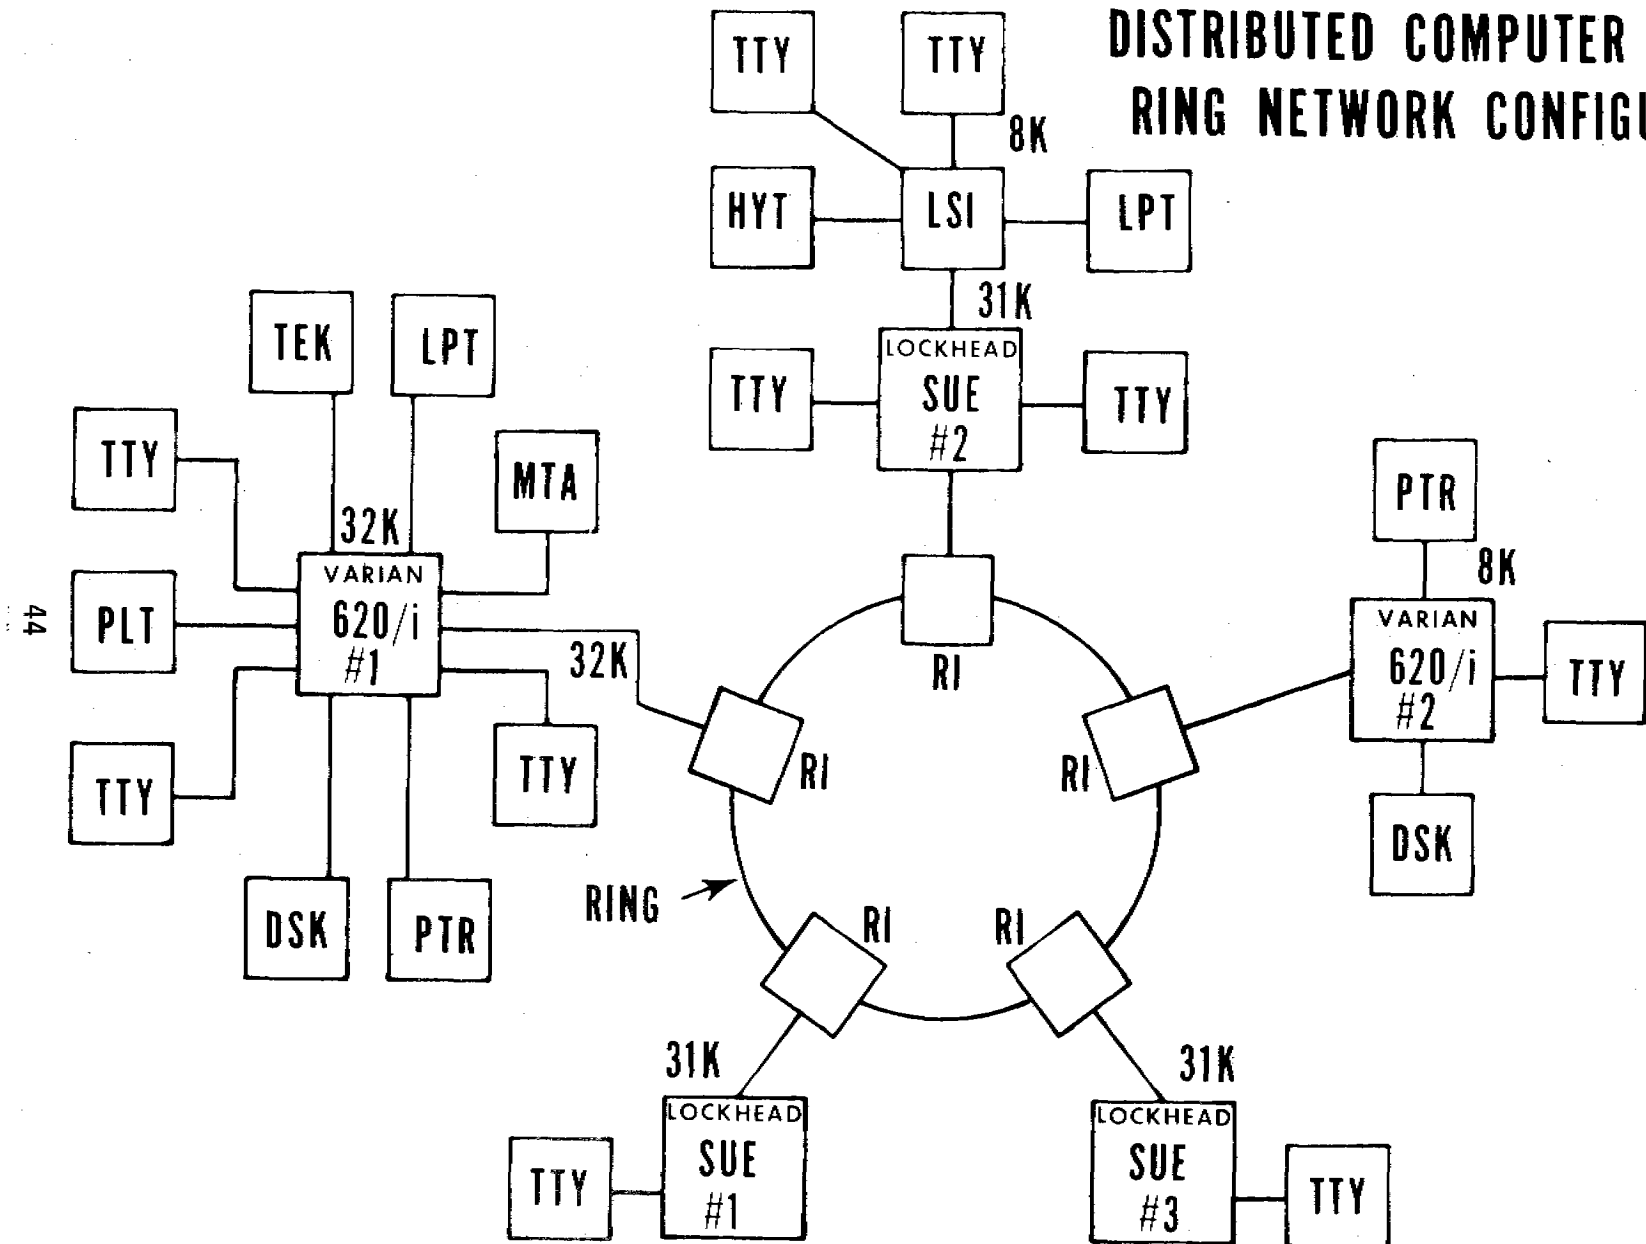 DISTRIBUTED COMPUTER
RING NETWORK CONFIGU
TTY
TTY
8K
HYT
LSI
LPT
31K
TEK
LPT
LOCKHEAD
SUE
#2
TTY
TTY
TTY
MTA
PTR
32K
8K
VARIAN
620/i
#1
PLT
32K
RI
VARIAN
620/i
#2
TTY
44
TTY
TTY
RI
RI
DSK
DSK
PTR
RING
RI
RI
31K
31K
LOCKHEAD
SUE
#1
TTY
LOCKHEAD
SUE
#3
TTY